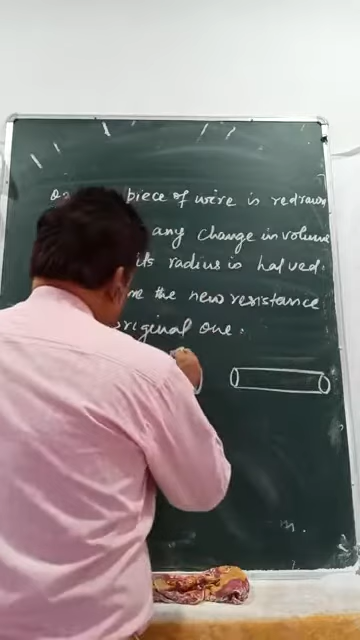 piece of wire is redrawn
any change in volume
its radius is halved.
the new resistance
original one.
m.